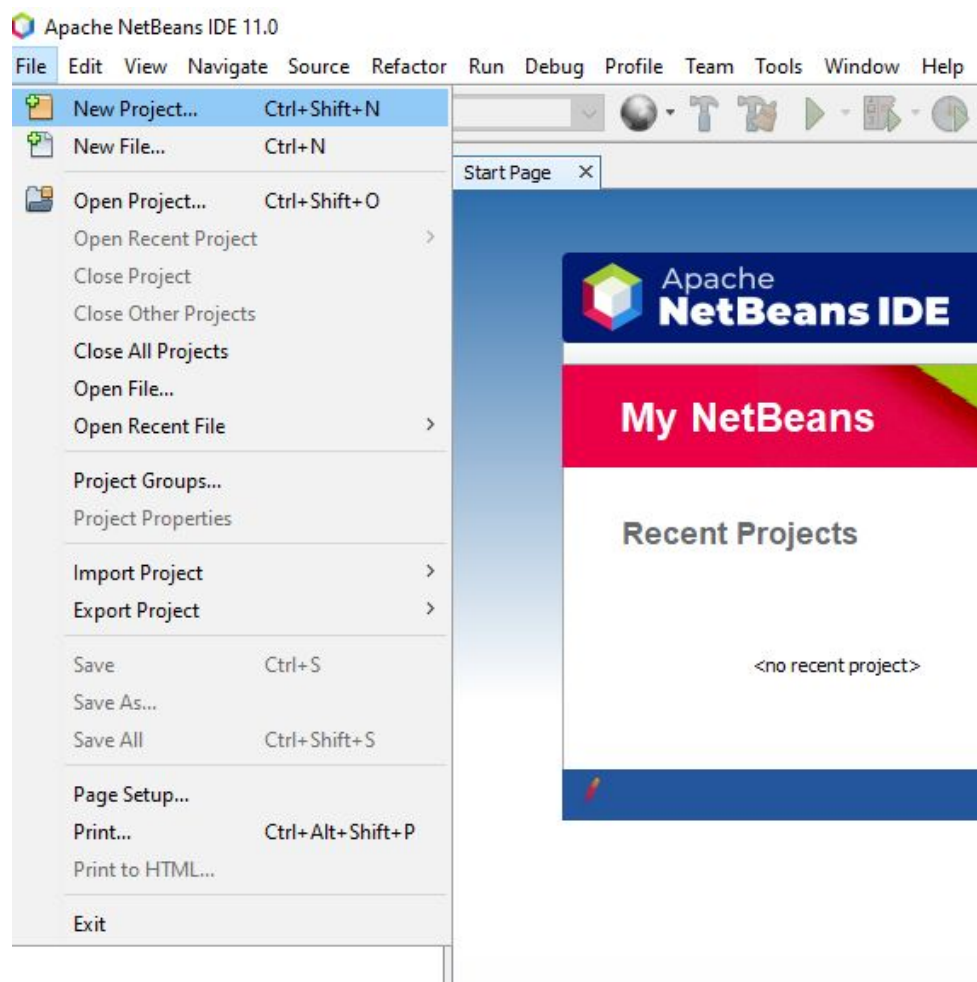 Apache NetBeans IDE 11.0
File Edit View Navigate Source Refactor Run Debug Profile Team Tools Window Help
New Project... Ctrl+Shift+N
New File... Ctrl+N
Open Project... Ctrl+Shift+O
Open Recent Project
Close Project
Close Other Projects
Close All Projects
Open File...
Open Recent File
Project Groups...
Project Properties
Import Project
Export Project
Save Ctrl+S
Save As...
Save All Ctrl+Shift+S
Page Setup...
Print... Ctrl+Alt+Shift+P
Print to HTML...
Exit
Start Page
Apache
NetBeans IDE
My NetBeans
Recent Projects
<no recent project>